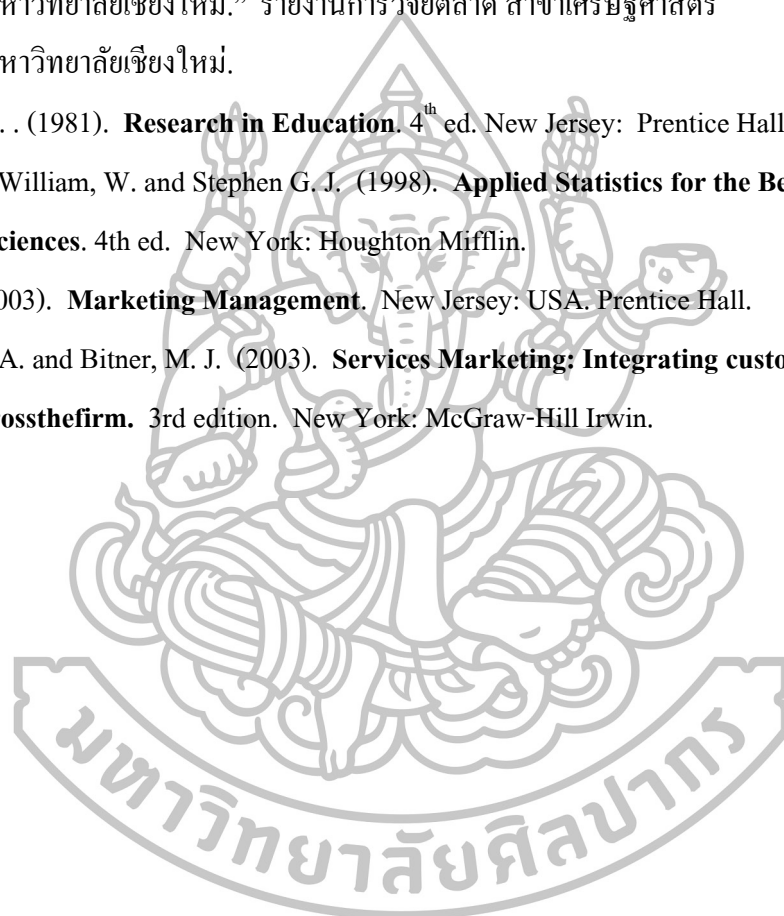 หาวิทยาลัยเชียงใหม่." รายงานการวิจัยตลาด สาขาเศรษฐศาสตร์
หาวิทยาลัยเชียงใหม่.
. . (1981). Research in Education. 4th ed. New Jersey: Prentice Hall
William, W. and Stephen G. J. (1998). Applied Statistics for the Be
ciences. 4th ed. New York: Houghton Mifflin.
003). Marketing Management. New Jersey: USA. Prentice Hall.
A. and Bitner, M. J. (2003). Services Marketing: Integrating custo
rossthefirm. 3rd edition. New York: McGraw-Hill Irwin.
มหาวิทยาลัยศิลปากร